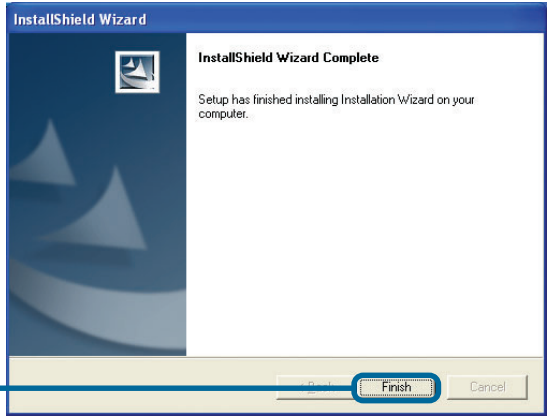 InstallShield Wizard
InstallShield Wizard Complete
Setup has finished installing Installation Wizard on your
computer.
Finish
Cancel